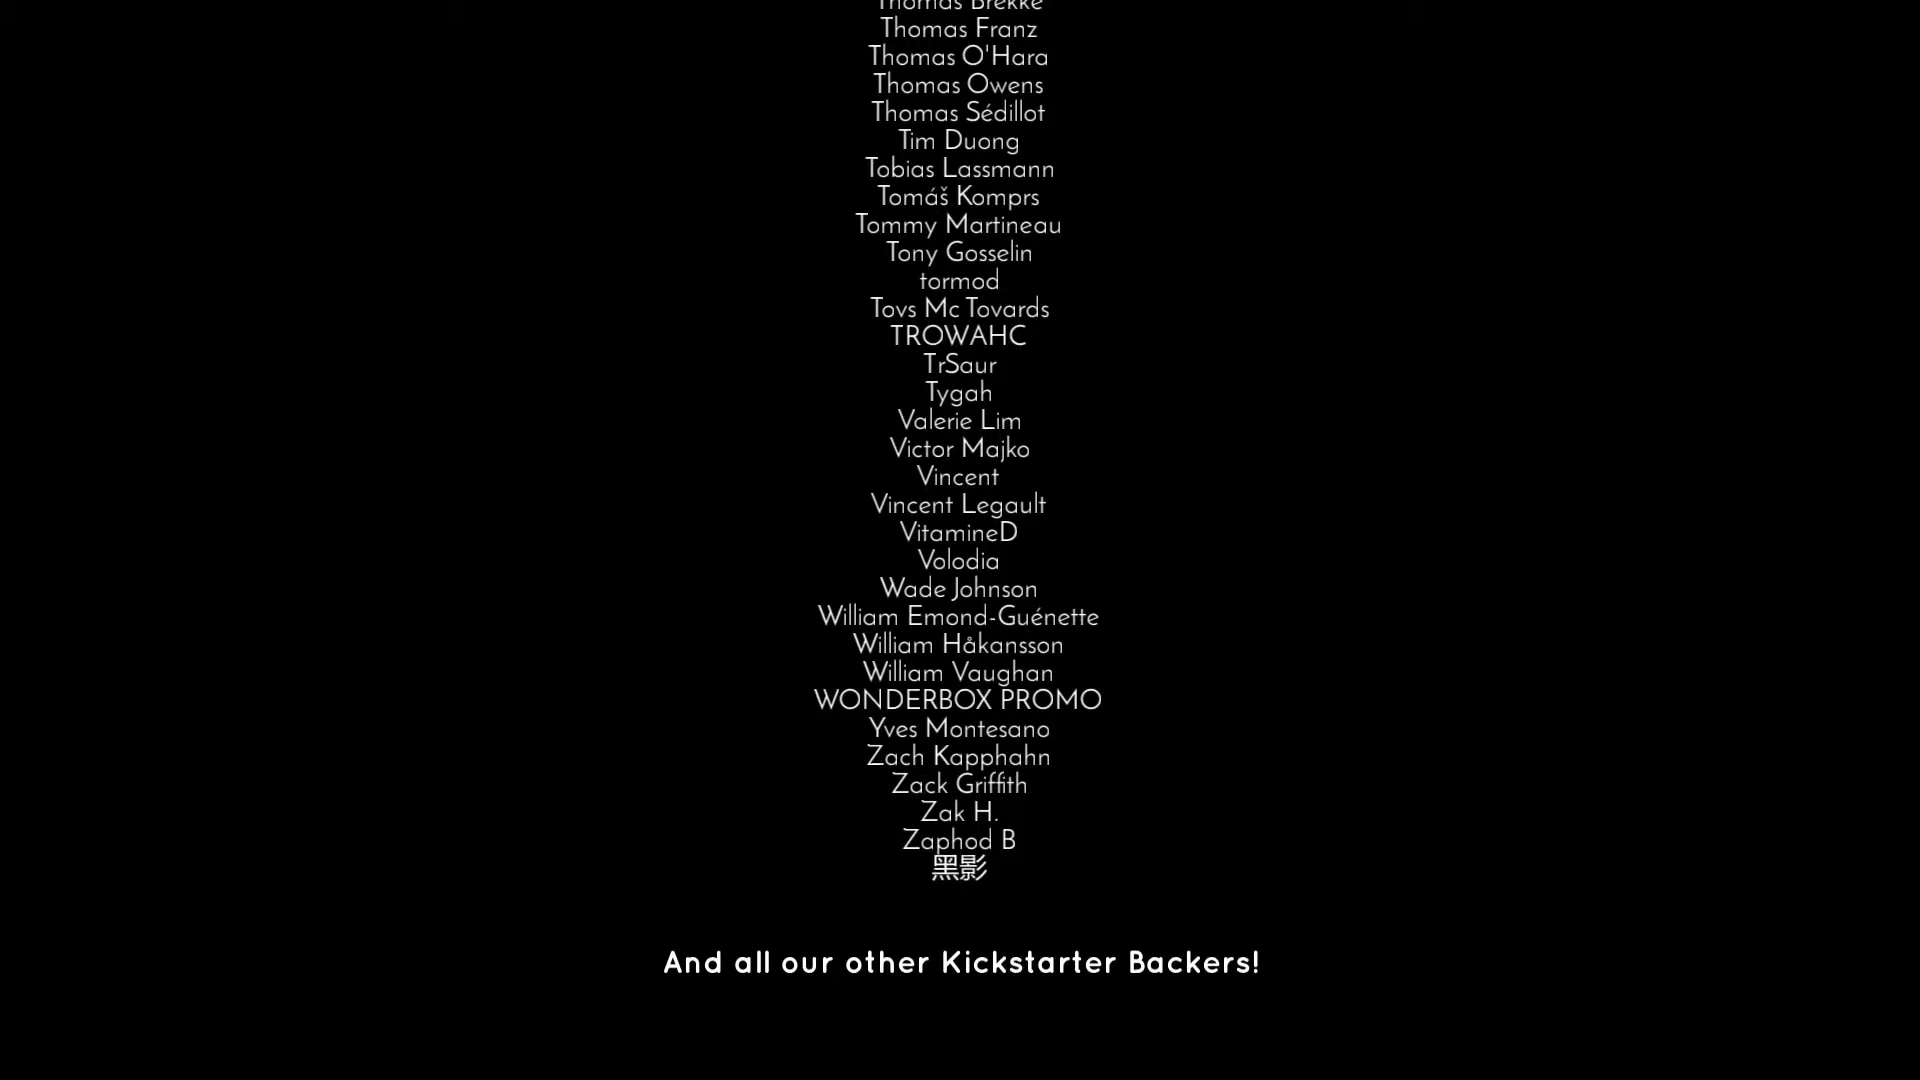 Thomas Brekke
Thomas Franz
Thomas O'Hara
Thomas Owens
Thomas Sédillot
Tim Duong
Tobias Lassmann
Tomáš Komprs
Tommy Martineau
Tony Gosselin
tormod
Tovs Mc Tovards
TROWAHC
TrSaur
Tygah
Valerie Lim
Victor Majko
Vincent
Vincent Legault
VitamineD
Volodia
Wade Johnson
William Emond-Guénette
William Håkansson
William Vaughan
WONDERBOX PROMO
Yves Montesano
Zach Kapphahn
Zack Griffith
Zak H.
Zaphod B
黑影
And all our other Kickstarter Backers!